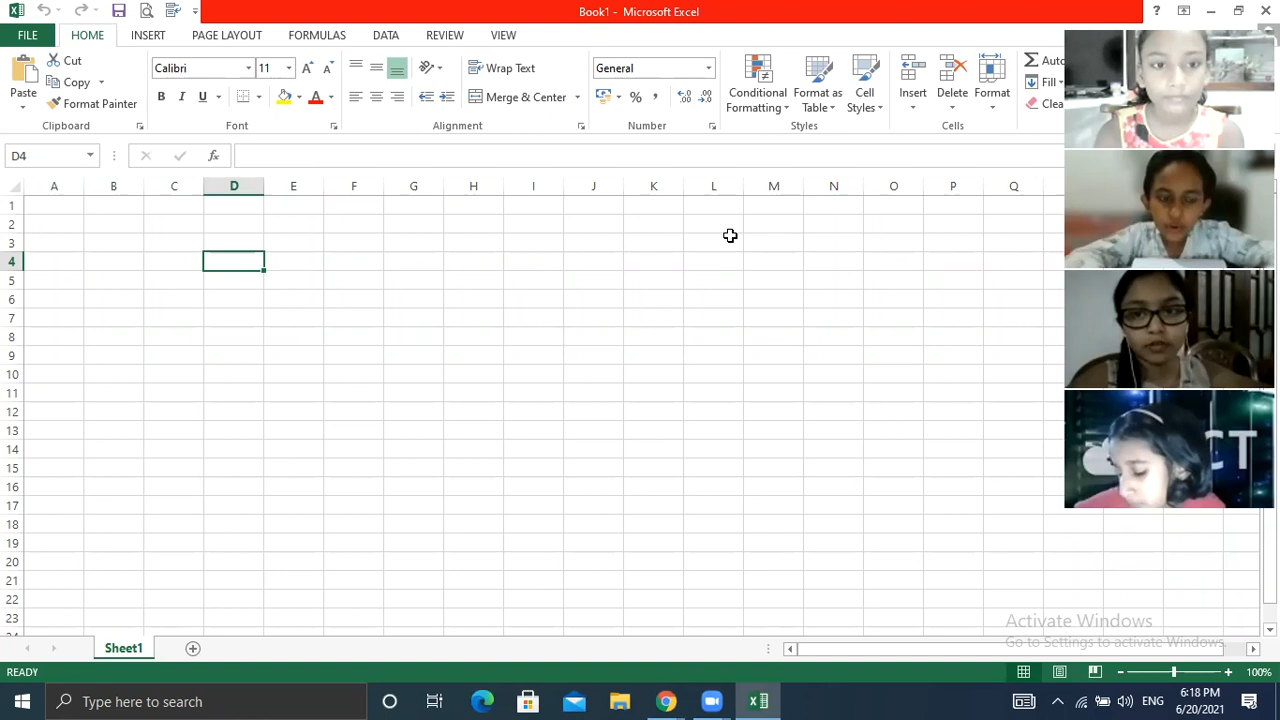 Book1 - Microsoft Excel
?
FILE HOME INSERT PAGE LAYOUT FORMULAS DATA REVIEW VIEW
Paste
Cut
Copy
Format Painter
Clipboard
Calibri 11
B I U A
Font
Wrap Text
Merge & Center
Alignment
General
% ,
Number
Conditional Formatting
Format as Table
Cell Styles
Styles
Insert
Delete
Format
Cells
Σ Auto
Fill
Clea
D4 fx
A B C D E F G H I J K L M N O P Q
1
2
3
4
5
6
7
8
9
10
11
12
13
14
15
16
17
18
19
20
21
22
23
CT
Activate Windows
Go to Settings to activate Windows.
Sheet1
READY 100%
Type here to search
ENG
6:18 PM
6/20/2021